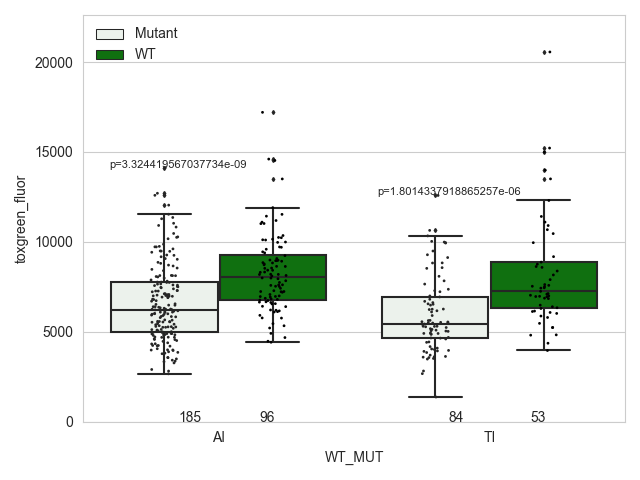 Mutant
WT
20000
15000
10000
5000
0
toxgreen_fluor
p=3.324419567037734e-09
p=1.8014337918865257e-06
185 96 84 53
AI TI
WT_MUT